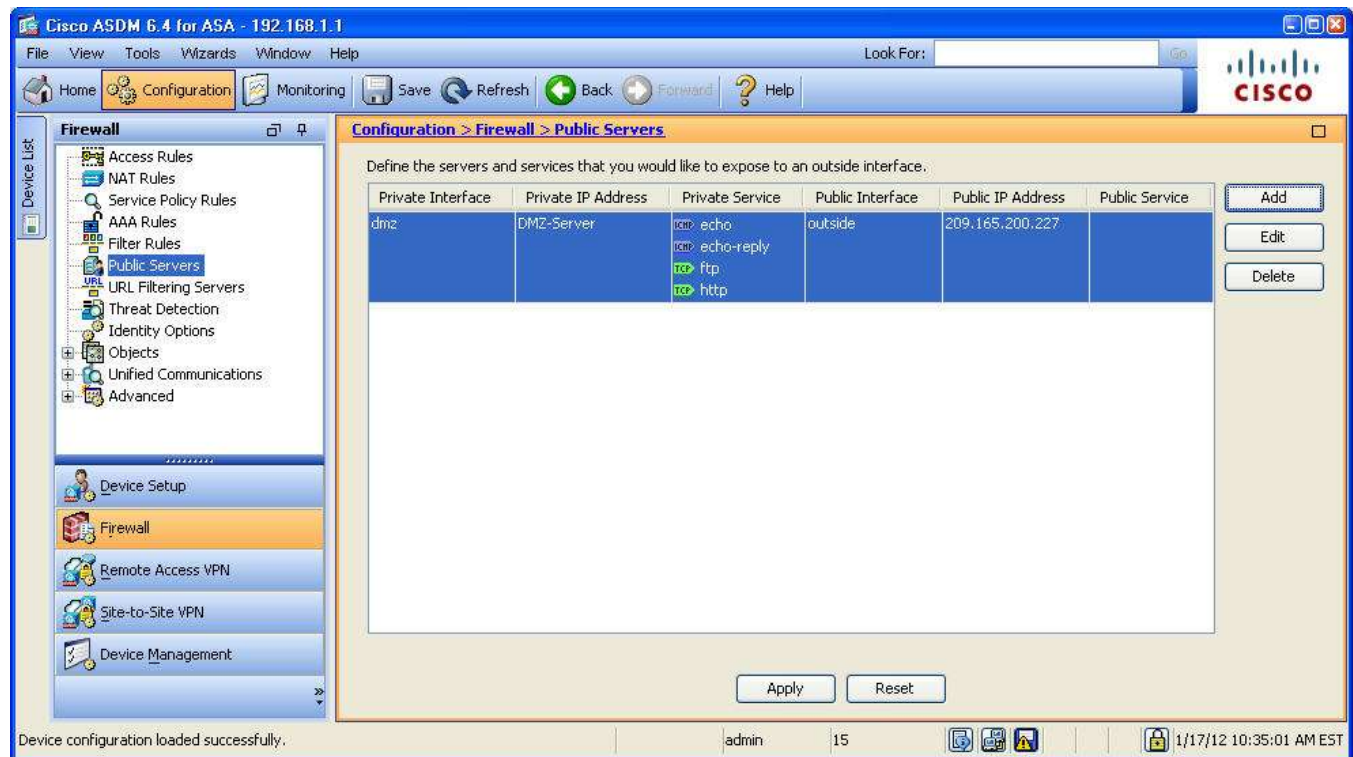 Cisco ASDM 6.4 for ASA - 192.168.1.1
File View Tools Wizards Window Help Look For: Go
Home Configuration Monitoring Save Refresh Back Forward Help
CISCO
Device List
Firewall
Access Rules
NAT Rules
Service Policy Rules
AAA Rules
Filter Rules
Public Servers
URL URL Filtering Servers
Threat Detection
Identity Options
Objects
Unified Communications
Advanced
Device Setup
Firewall
Remote Access VPN
Site-to-Site VPN
Device Management
»
Configuration > Firewall > Public Servers
Define the servers and services that you would like to expose to an outside interface.
Private Interface Private IP Address Private Service Public Interface Public IP Address Public Service
dmz DMZ-Server ICMP echo outside 209.165.200.227
ICMP echo-reply
TCP ftp
TCP http
Add
Edit
Delete
Apply Reset
Device configuration loaded successfully. admin 15 1/17/12 10:35:01 AM EST